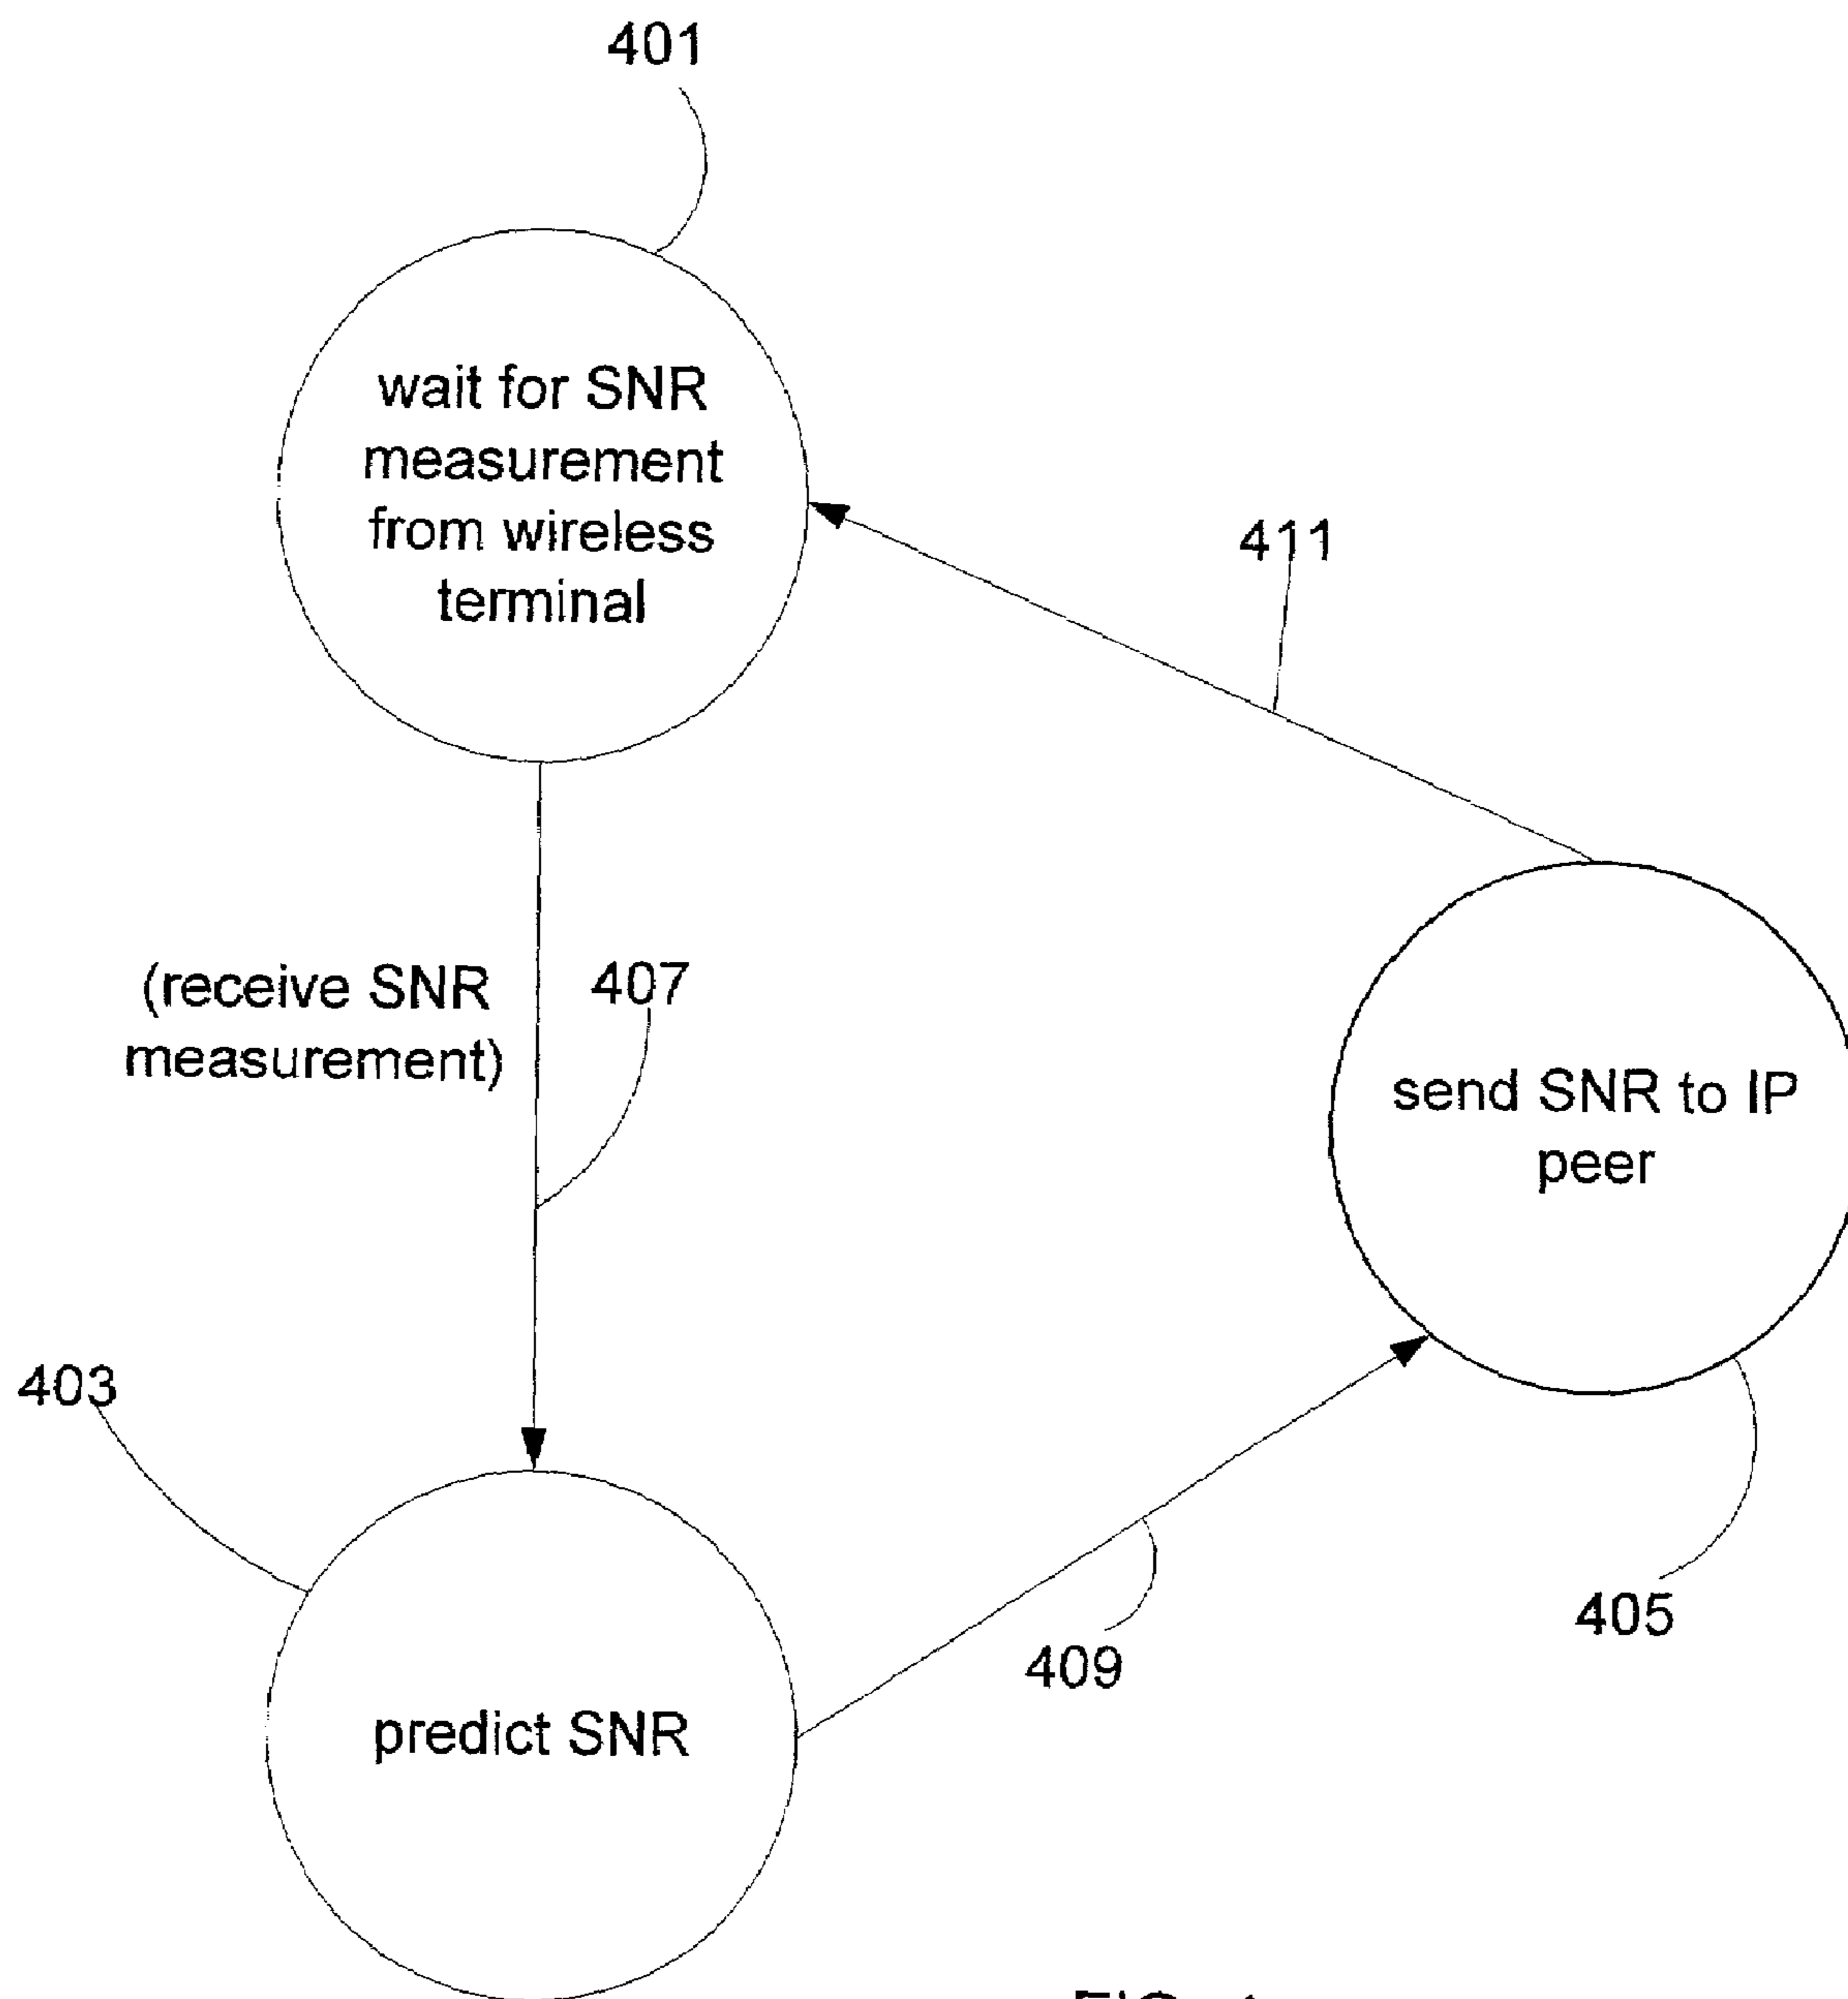 401
wait for SNR
measurement
from wireless
terminal
411
(receive SNR
measurement)
407
send SNR to IP
peer
403
405
409
predict SNR